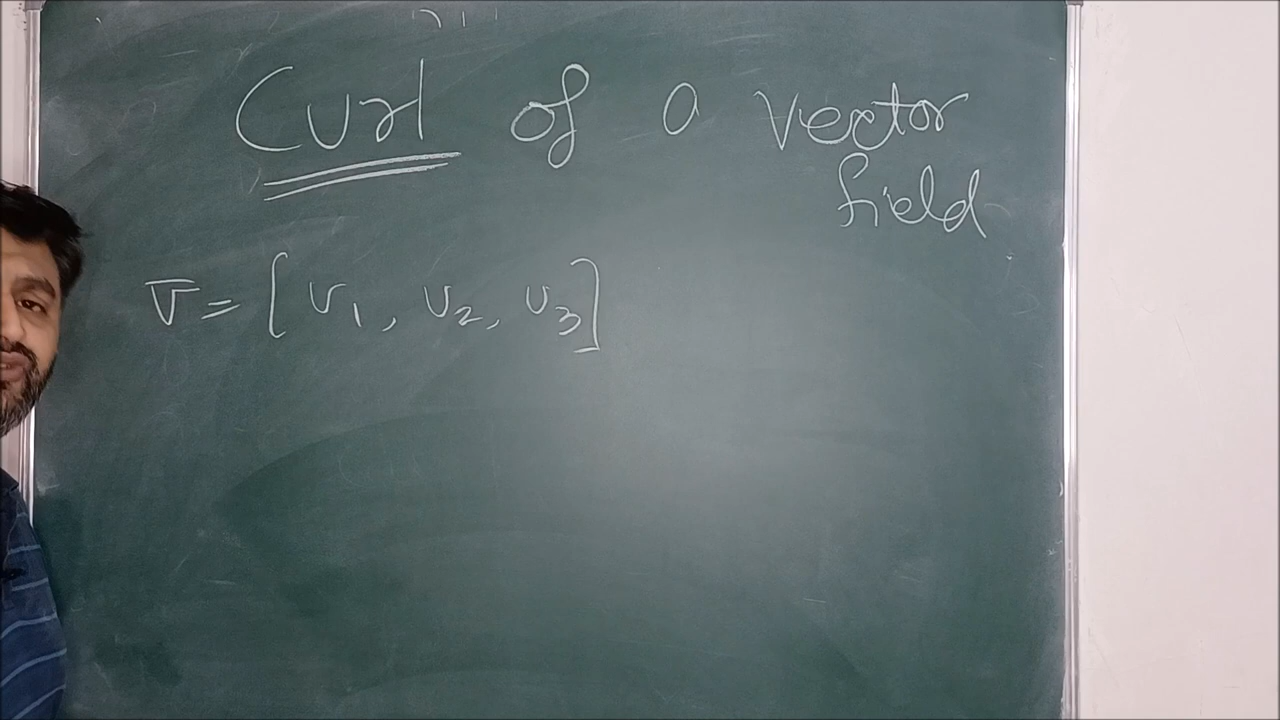 Curl of a vector
field
v̅ = [v₁, v₂, v₃]